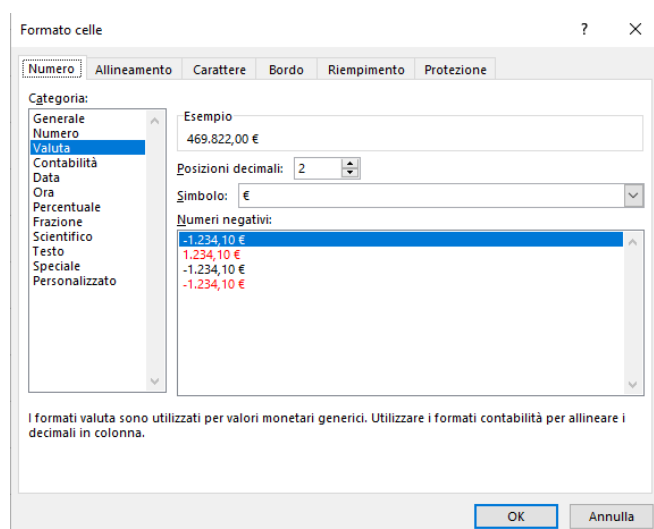 Formato celle ? ×
Numero Allineamento Carattere Bordo Riempimento Protezione
Categoria:
Generale
Numero
Valuta
Contabilità
Data
Ora
Percentuale
Frazione
Scientifico
Testo
Speciale
Personalizzato
Esempio
469.822,00 €
Posizioni decimali: 2
Simbolo: €
Numeri negativi:
-1.234,10 €
1.234,10 €
-1.234,10 €
-1.234,10 €
I formati valuta sono utilizzati per valori monetari generici. Utilizzare i formati contabilità per allineare i
decimali in colonna.
OK Annulla